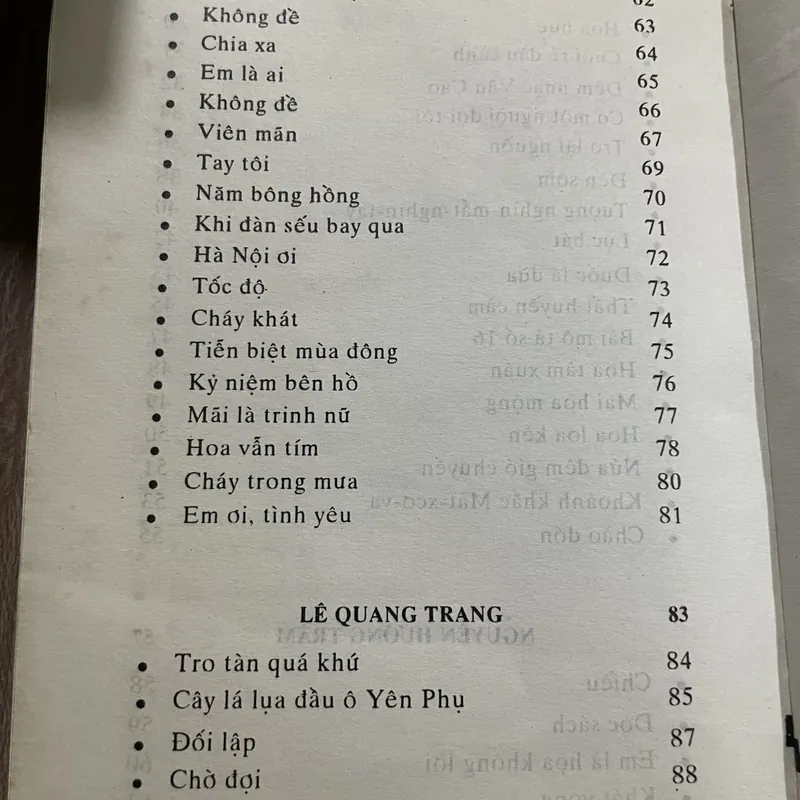 62
• Không đề 63
• Chia xa 64
• Em là ai 65
• Không đề 66
• Viên mãn 67
• Tay tôi 69
• Năm bông hồng 70
• Khi đàn sếu bay qua 71
• Hà Nội ơi 72
• Tốc độ 73
• Cháy khát 74
• Tiễn biệt mùa đông 75
• Kỷ niệm bên hồ 76
• Mãi là trinh nữ 77
• Hoa vẫn tím 78
• Cháy trong mưa 80
• Em ơi, tình yêu 81
LÊ QUANG TRANG 83
• Tro tàn quá khứ 84
• Cây lá lụa đầu ô Yên Phụ 85
• Đối lập 87
• Chờ đợi 88